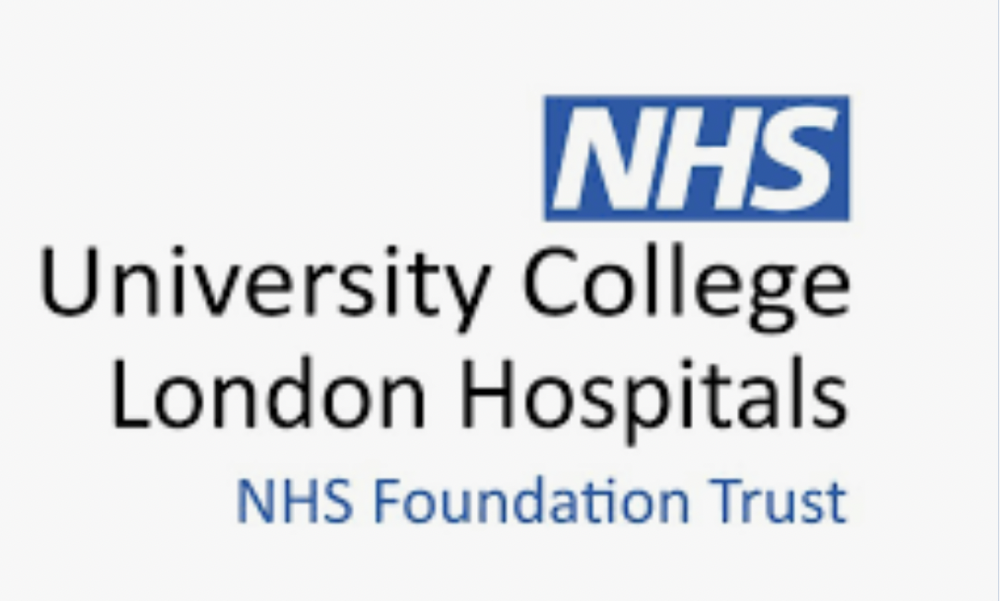 NHS
University College
London Hospitals
NHS Foundation Trust